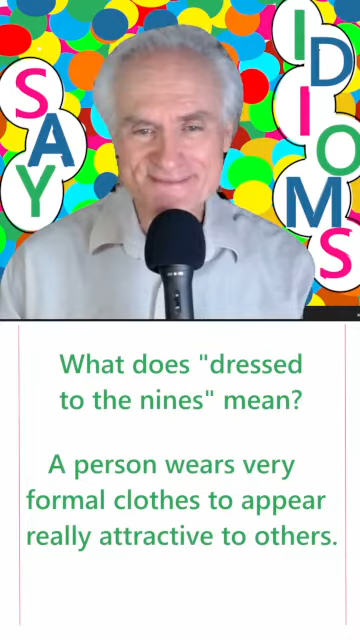 SAY
IDIOMS
What does "dressed
to the nines" mean?
A person wears very
formal clothes to appear
really attractive to others.